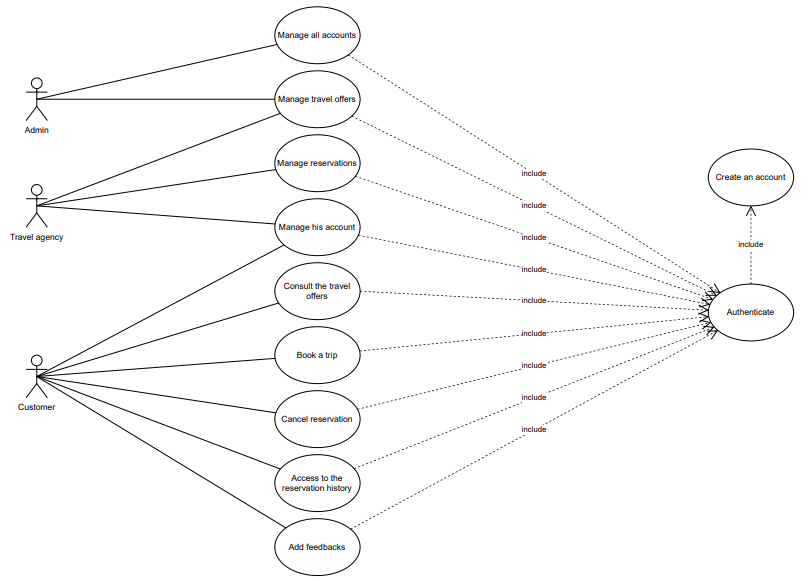 Manage all accounts
Manage travel offers
Admin
Manage reservations
include
Create an account
include
Travel agency
Manage his account
include
include
include
Consult the travel
offers
include
Authenticate
include
Book a trip
include
Customer
Cancel reservation
include
include
Access to the
reservation history
Add feedbacks